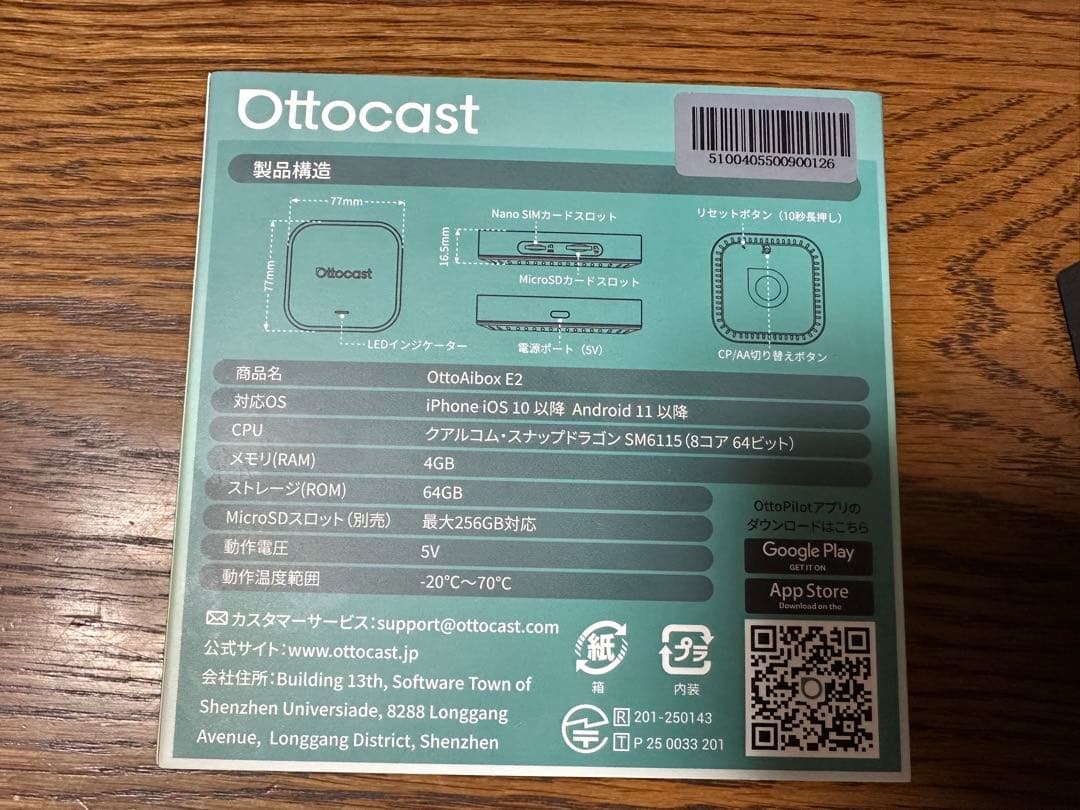 Ottocast
5100405500900126
製品構造
77mm
77mm
Ottocast
LEDインジケーター
Nano SIMカードスロット
16.5mm
MicroSDカードスロット
電源ポート（5V）
リセットボタン（10秒長押し）
CP/AA切り替えボタン
商品名 OttoAibox E2
対応OS iPhone iOS 10 以降 Android 11 以降
CPU クアルコム・スナップドラゴン SM6115（8コア 64ビット）
メモリ(RAM) 4GB
ストレージ(ROM) 64GB
MicroSDスロット（別売） 最大256GB対応
動作電圧 5V
動作温度範囲 -20℃～70℃
OttoPilotアプリの
ダウンロードはこちら
Google Play
GET IT ON
App Store
Download on the
カスタマーサービス：support@ottocast.com
公式サイト：www.ottocast.jp
会社住所：Building 13th, Software Town of
Shenzhen Universiade, 8288 Longgang
Avenue, Longgang District, Shenzhen
紙
箱
プラ
内装
R 201-250143
T P 25 0033 201